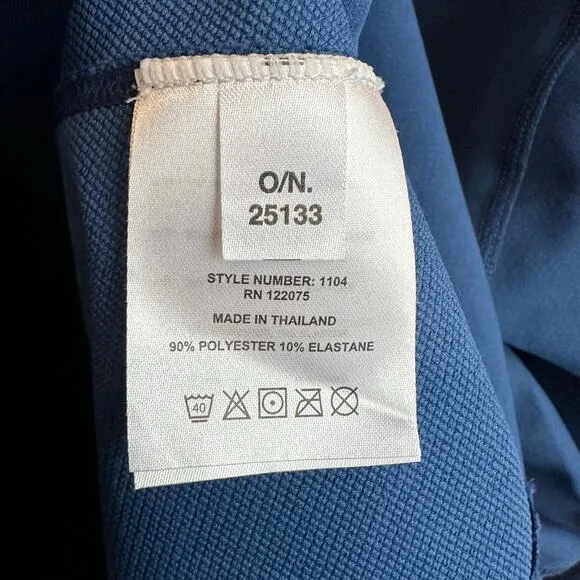 O/N.
25133
STYLE NUMBER: 1104
RN 122075
MADE IN THAILAND
90% POLYESTER 10% ELASTANE
40